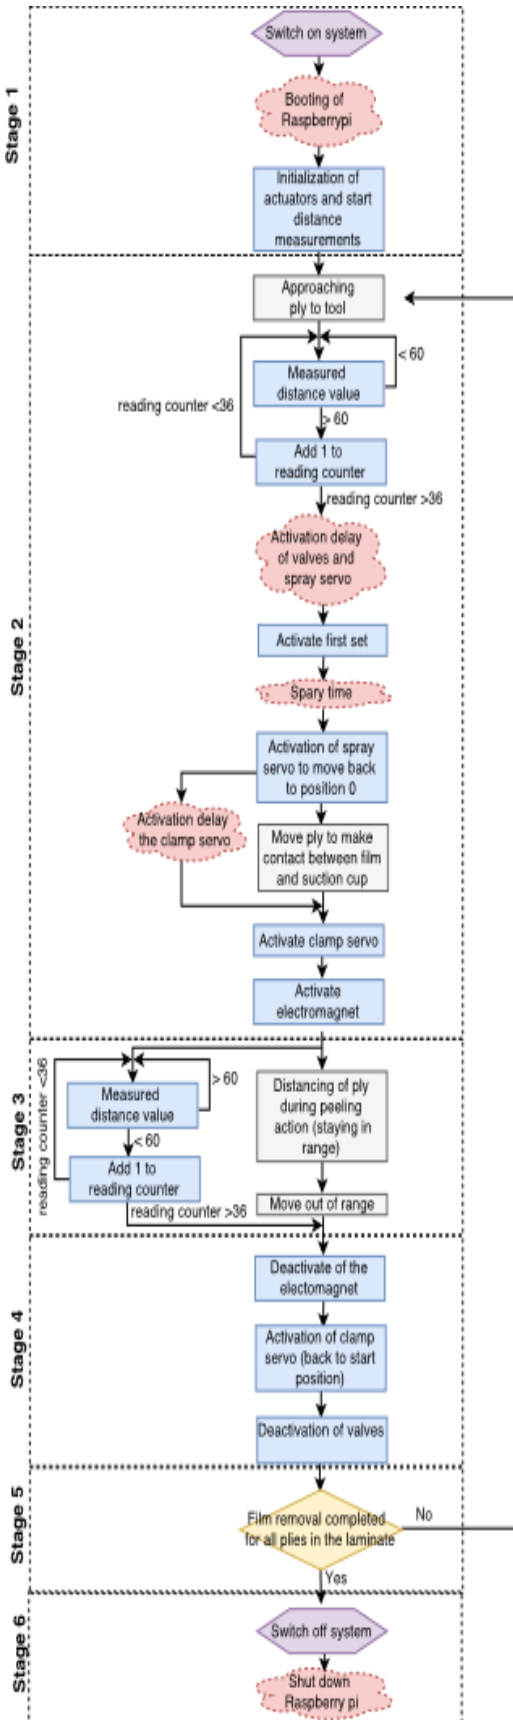 Stage 1
Switch on system
Booting of
Raspberrypi
Initialization of
actuators and start
distance
measurements
Stage 2
Approaching
ply to tool
< 60
Measured
distance value
reading counter <36
> 60
Add 1 to
reading counter
reading counter >36
Activation delay
of valves and
spray servo
Activate first set
Spary time
Activation of spray
servo to move back
to position 0
Activation delay
the clamp servo
Move ply to make
contact between film
and suction cup
Activate clamp servo
Activate
electromagnet
Stage 3
reading counter <36
> 60
Measured
distance value
< 60
Add 1 to
reading counter
reading counter >36
Distancing of ply
during peeling
action (staying in
range)
Move out of range
Stage 4
Deactivate of the
electomagnet
Activation of clamp
servo (back to start
position)
Deactivation of valves
Stage 5
Film removal completed
for all plies in the laminate
No
Yes
Stage 6
Switch off system
Shut down
Raspberry pi